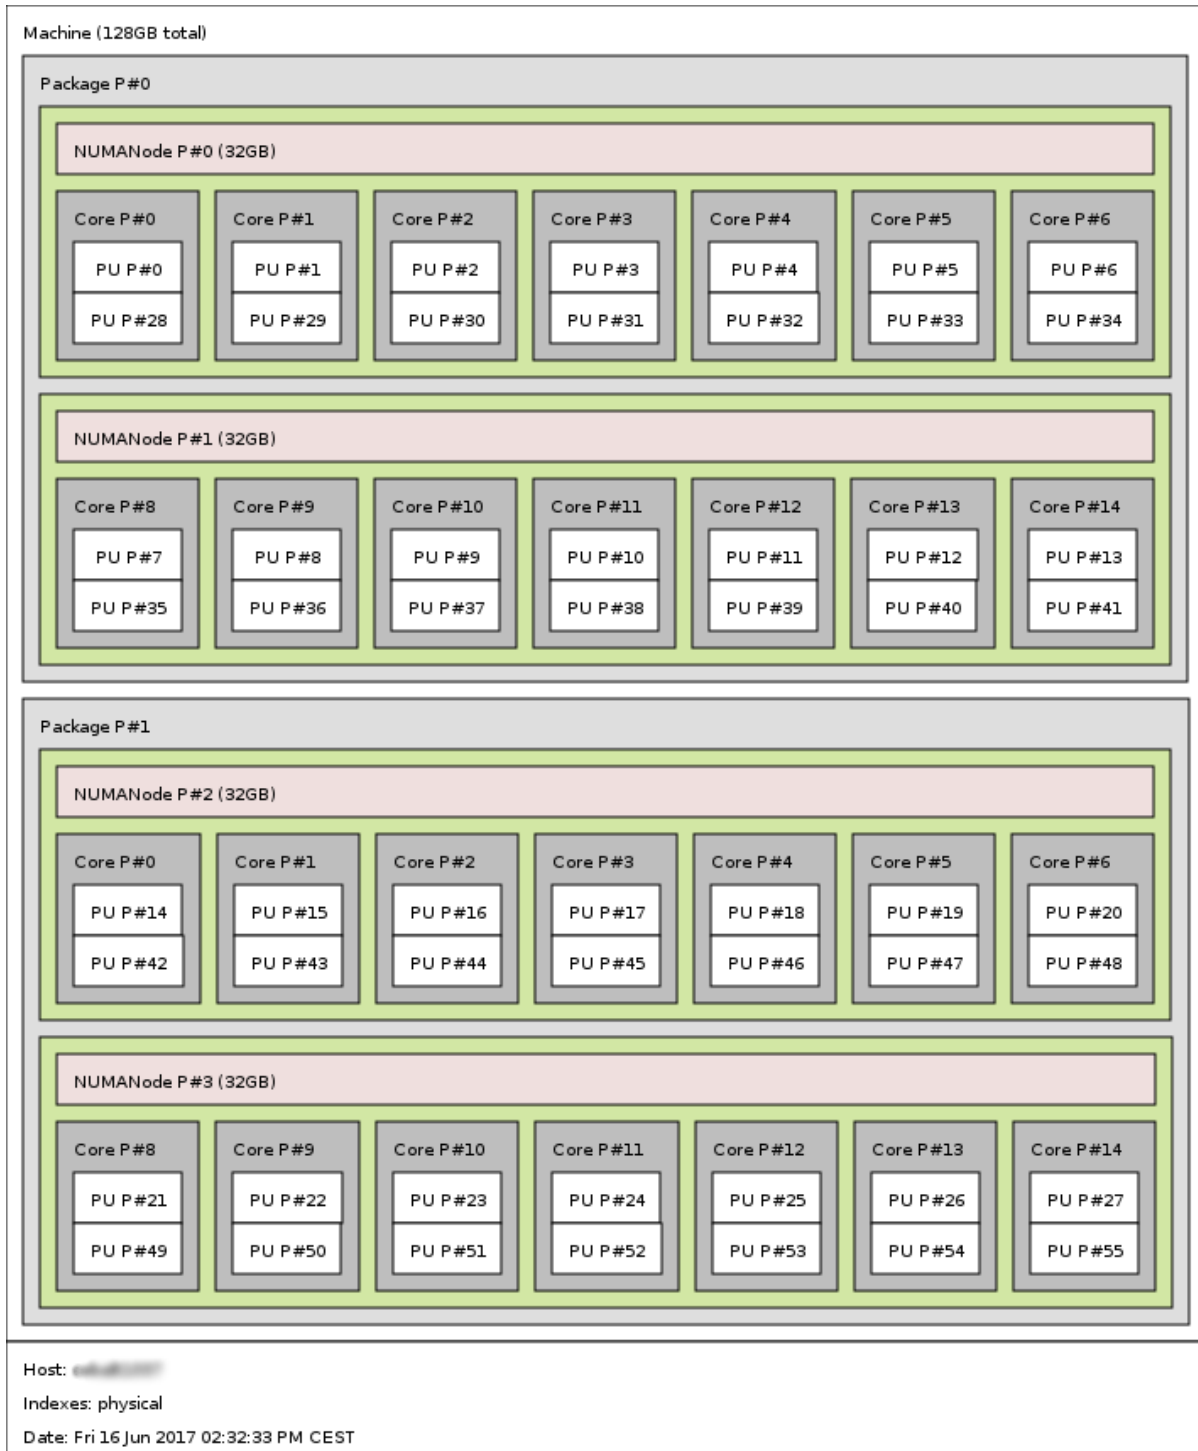 Machine (128GB total)
Package P#0
NUMANode P#0 (32GB)
Core P#0 Core P#1 Core P#2 Core P#3 Core P#4 Core P#5 Core P#6
PU P#0 PU P#1 PU P#2 PU P#3 PU P#4 PU P#5 PU P#6
PU P#28 PU P#29 PU P#30 PU P#31 PU P#32 PU P#33 PU P#34
NUMANode P#1 (32GB)
Core P#8 Core P#9 Core P#10 Core P#11 Core P#12 Core P#13 Core P#14
PU P#7 PU P#8 PU P#9 PU P#10 PU P#11 PU P#12 PU P#13
PU P#35 PU P#36 PU P#37 PU P#38 PU P#39 PU P#40 PU P#41
Package P#1
NUMANode P#2 (32GB)
Core P#0 Core P#1 Core P#2 Core P#3 Core P#4 Core P#5 Core P#6
PU P#14 PU P#15 PU P#16 PU P#17 PU P#18 PU P#19 PU P#20
PU P#42 PU P#43 PU P#44 PU P#45 PU P#46 PU P#47 PU P#48
NUMANode P#3 (32GB)
Core P#8 Core P#9 Core P#10 Core P#11 Core P#12 Core P#13 Core P#14
PU P#21 PU P#22 PU P#23 PU P#24 PU P#25 PU P#26 PU P#27
PU P#49 PU P#50 PU P#51 PU P#52 PU P#53 PU P#54 PU P#55
Host:
Indexes: physical
Date: Fri 16 Jun 2017 02:32:33 PM CEST